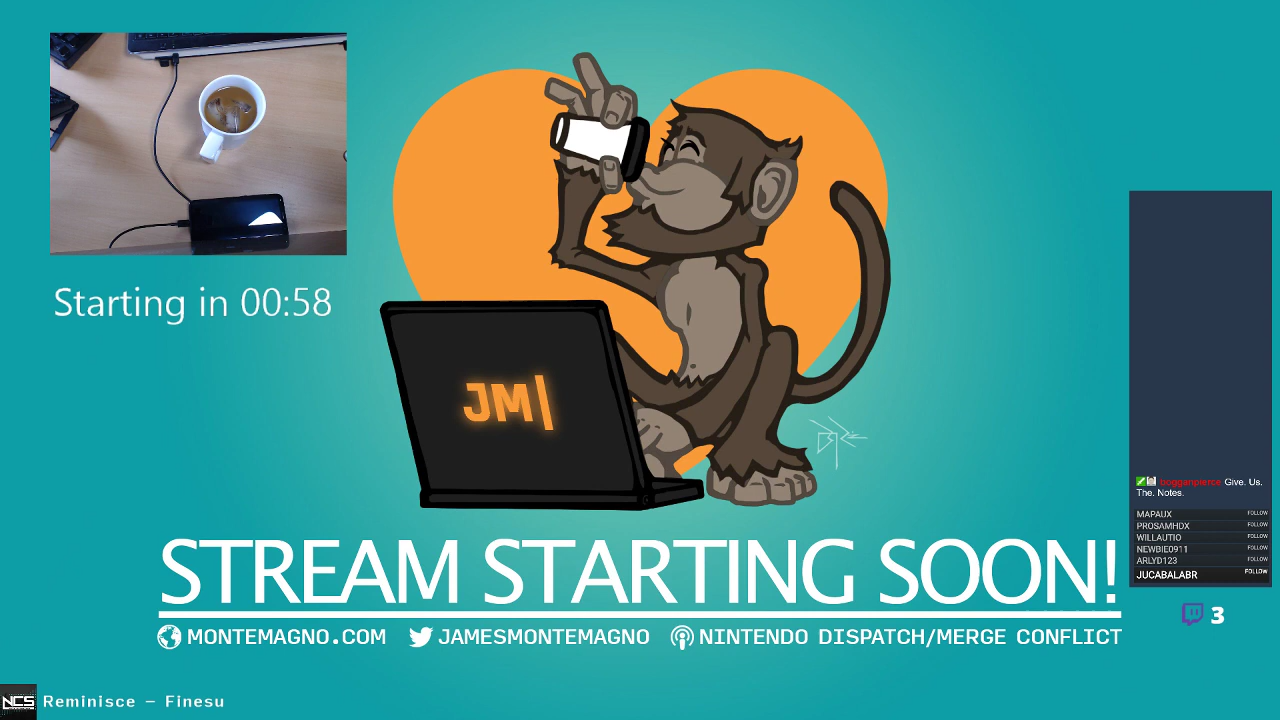 Starting in 00:58
JM|
oogganpierce Give. Us.
The. Notes.
MAPAUX FOLLOW
PROSAMHDX FOLLOW
WILLAUTIO FOLLOW
NEWBIE0911 FOLLOW
ARLYD123 FOLLOW
JUCABALABR FOLLOW
3
STREAM STARTING SOON!
MONTEMAGNO.COM JAMESMONTEMAGNO NINTENDO DISPATCH/MERGE CONFLICT
NCS Reminisce – Finesu